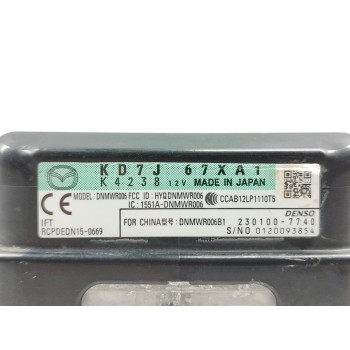 KD7J 67XA1
K4238 12V MADE IN JAPAN
MODEL: DNMWR006 FCC ID: HYQDNMWR006
IC: 1551A-DNMWR006
CCAB12LP1110T5
IFT
RCPDEDN15-0669
FOR CHINA型号: DNMWR006B1
DENSO
230100-7740
S/NO 0120093854